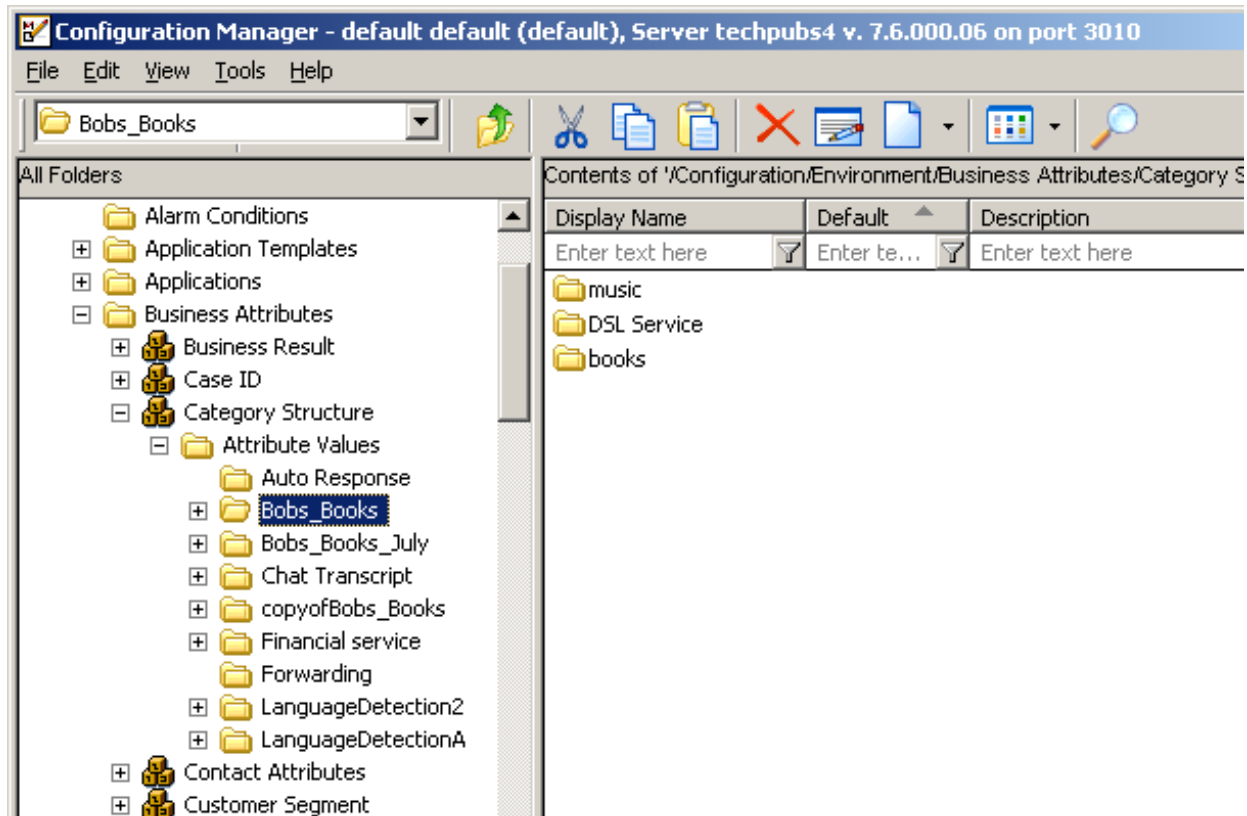 Configuration Manager - default default (default), Server techpubs4 v. 7.6.000.06 on port 3010
File Edit View Tools Help
Bobs_Books
All Folders
Contents of '/Configuration/Environment/Business Attributes/Category S
Alarm Conditions
Application Templates
Applications
Business Attributes
Business Result
Case ID
Category Structure
Attribute Values
Auto Response
Bobs_Books
Bobs_Books_July
Chat Transcript
copyofBobs_Books
Financial service
Forwarding
LanguageDetection2
LanguageDetectionA
Contact Attributes
Customer Segment
Display Name Default Description
Enter text here Enter te... Enter text here
music
DSL Service
books